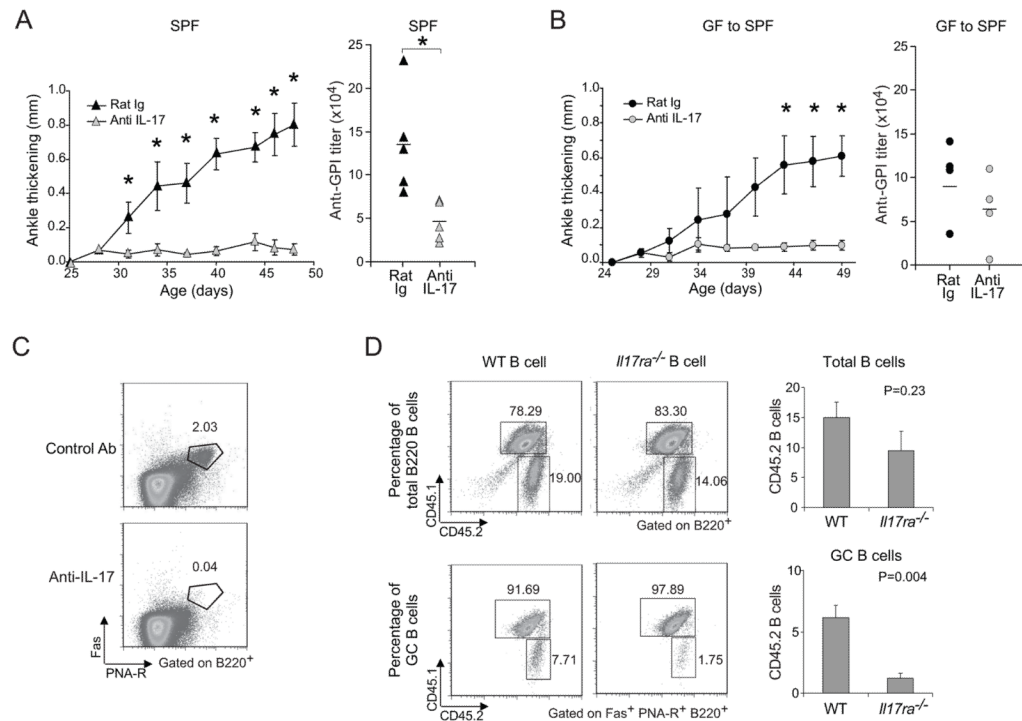 A
SPF
Ankle thickening (mm)
1.0
0.8
0.6
0.4
0.2
0.0
Rat Ig
Anti IL-17
* * * * * * *
25 30 35 40 45 50
Age (days)
SPF
*
Anti-GPI titer (x10⁴)
25
20
15
10
5
0
Rat Ig
Anti IL-17
B
GF to SPF
Ankle thickening (mm)
1.0
0.8
0.6
0.4
0.2
0.0
Rat Ig
Anti IL-17
* * *
24 29 34 39 44 49
Age (days)
GF to SPF
Anti-GPI titer (x10⁴)
25
20
15
10
5
0
Rat Ig
Anti IL-17
C
Control Ab
2.03
Anti-IL-17
0.04
Fas
PNA-R
Gated on B220⁺
D
WT B cell
Il17ra⁻/⁻ B cell
Percentage of
total B220 B cells
78.29
19.00
83.30
14.06
CD45.1
CD45.2
Gated on B220⁺
Total B cells
P=0.23
CD45.2 B cells
20
15
10
5
0
WT
Il17ra⁻/⁻
Percentage of
GC B cells
91.69
7.71
97.89
1.75
CD45.1
CD45.2
Gated on Fas⁺ PNA-R⁺ B220⁺
GC B cells
P=0.004
CD45.2 B cells
10
5
0
WT
Il17ra⁻/⁻